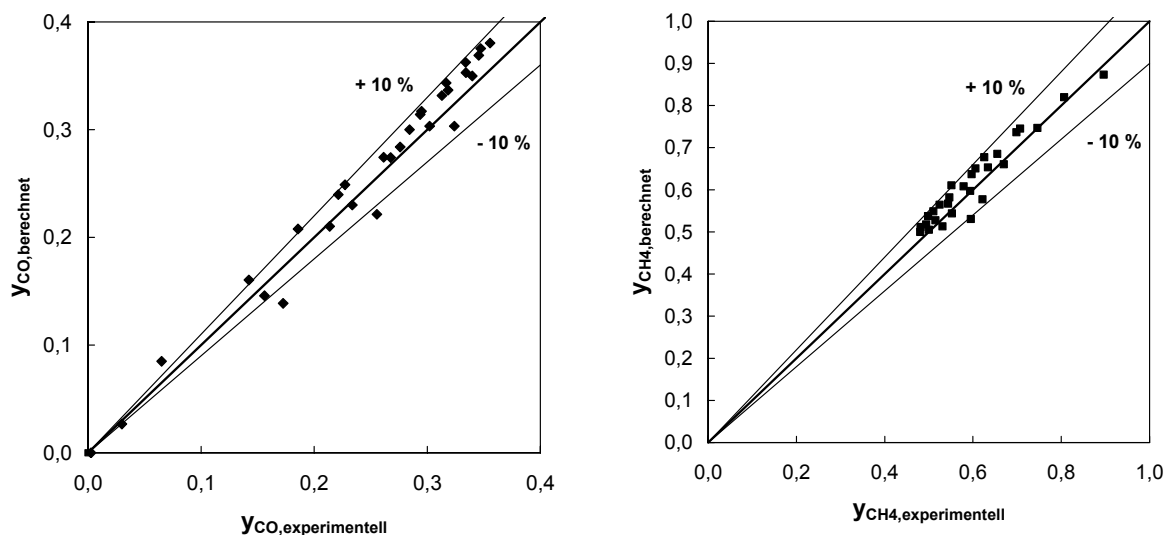 0,4
0,3
0,2
0,1
0,0
yCO,berechnet
+ 10 %
- 10 %
0,0 0,1 0,2 0,3 0,4
yCO,experimentell
1,0
0,9
0,8
0,7
0,6
0,5
0,4
0,3
0,2
0,1
0,0
yCH4,berechnet
+ 10 %
- 10 %
0,0 0,2 0,4 0,6 0,8 1,0
yCH4,experimentell